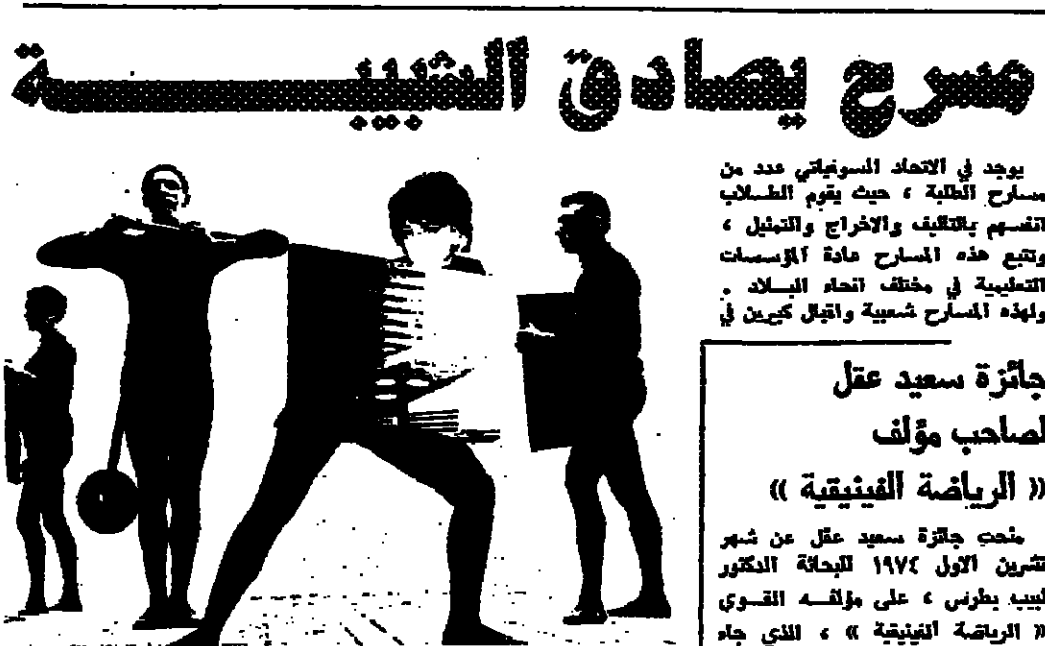 مسرح يصادق الشبيبة
يوجد في الاتحاد السوفياتي عدد من
مسارح الطلبة ، حيث يقوم الطلاب
انفسهم بالتاليف والاخراج والتمثيل ،
وتتبع هذه المسارح عادة المؤسسات
التعليمية في مختلف انحاء البلاد .
ولهذه المسارح شعبية واقبال كبيرين في
جائزة سعيد عقل
لصاحب مؤلف
« الرياضة الفينيقية »
منحت جائزة سعيد عقل عن شهر
تشرين الاول ١٩٧٤ للبحاثة الدكتور
لبيب بطرس ، على مؤلفه القوي
« الرياضة الفينيقية » ، الذي جاء